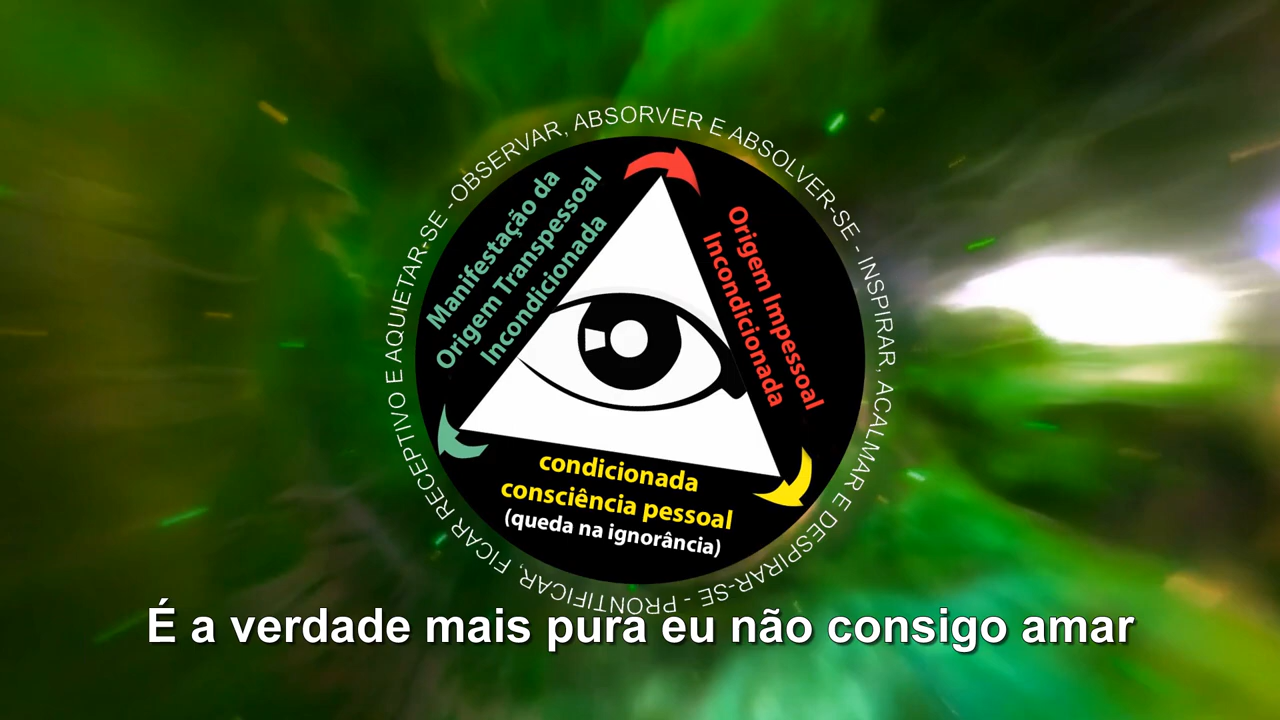 OBSERVAR, ABSORVER E ABSOLVER-SE - INSPIRAR, ACALMAR E DESPIRAR-SE - PRONTIFICAR, FICAR RECEPTIVO E AQUIETAR-SE -
Manifestação da
Origem Transpessoal
Incondicionada
Origem Impessoal
Incondicionada
condicionada
consciência pessoal
(queda na ignorância)
É a verdade mais pura eu não consigo amar